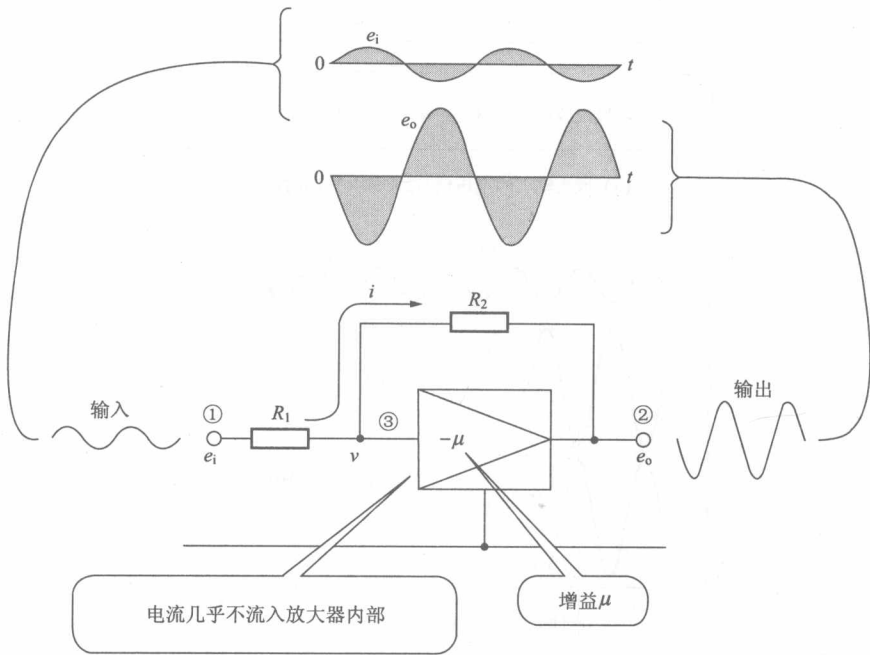 eᵢ
0
t
eₒ
0
t
i
R₂
输入
①
R₁
③
输出
②
eᵢ
v
−μ
eₒ
电流几乎不流入放大器内部
增益μ